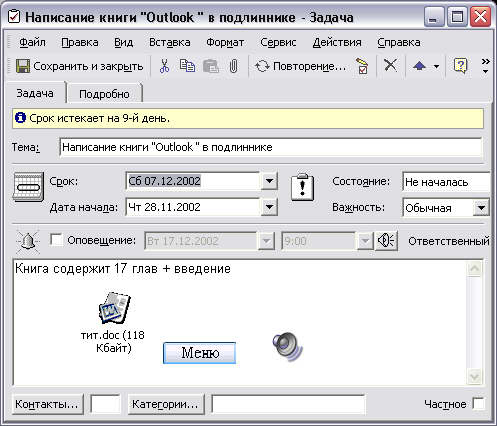 Написание книги "Outlook " в подлиннике - Задача
Файл Правка Вид Вставка Формат Сервис Действия Справка
Сохранить и закрыть Повторение...
Задача Подробно
Срок истекает на 9-й день.
Тема: Написание книги "Outlook " в подлиннике
Срок: Сб 07.12.2002 Состояние: Не началась
Дата начала: Чт 28.11.2002 Важность: Обычная
Оповещение: Вт 17.12.2002 9:00 Ответственный
Книга содержит 17 глав + введение
тит.doc (118
Кбайт)
Меню
Контакты... Категории... Частное